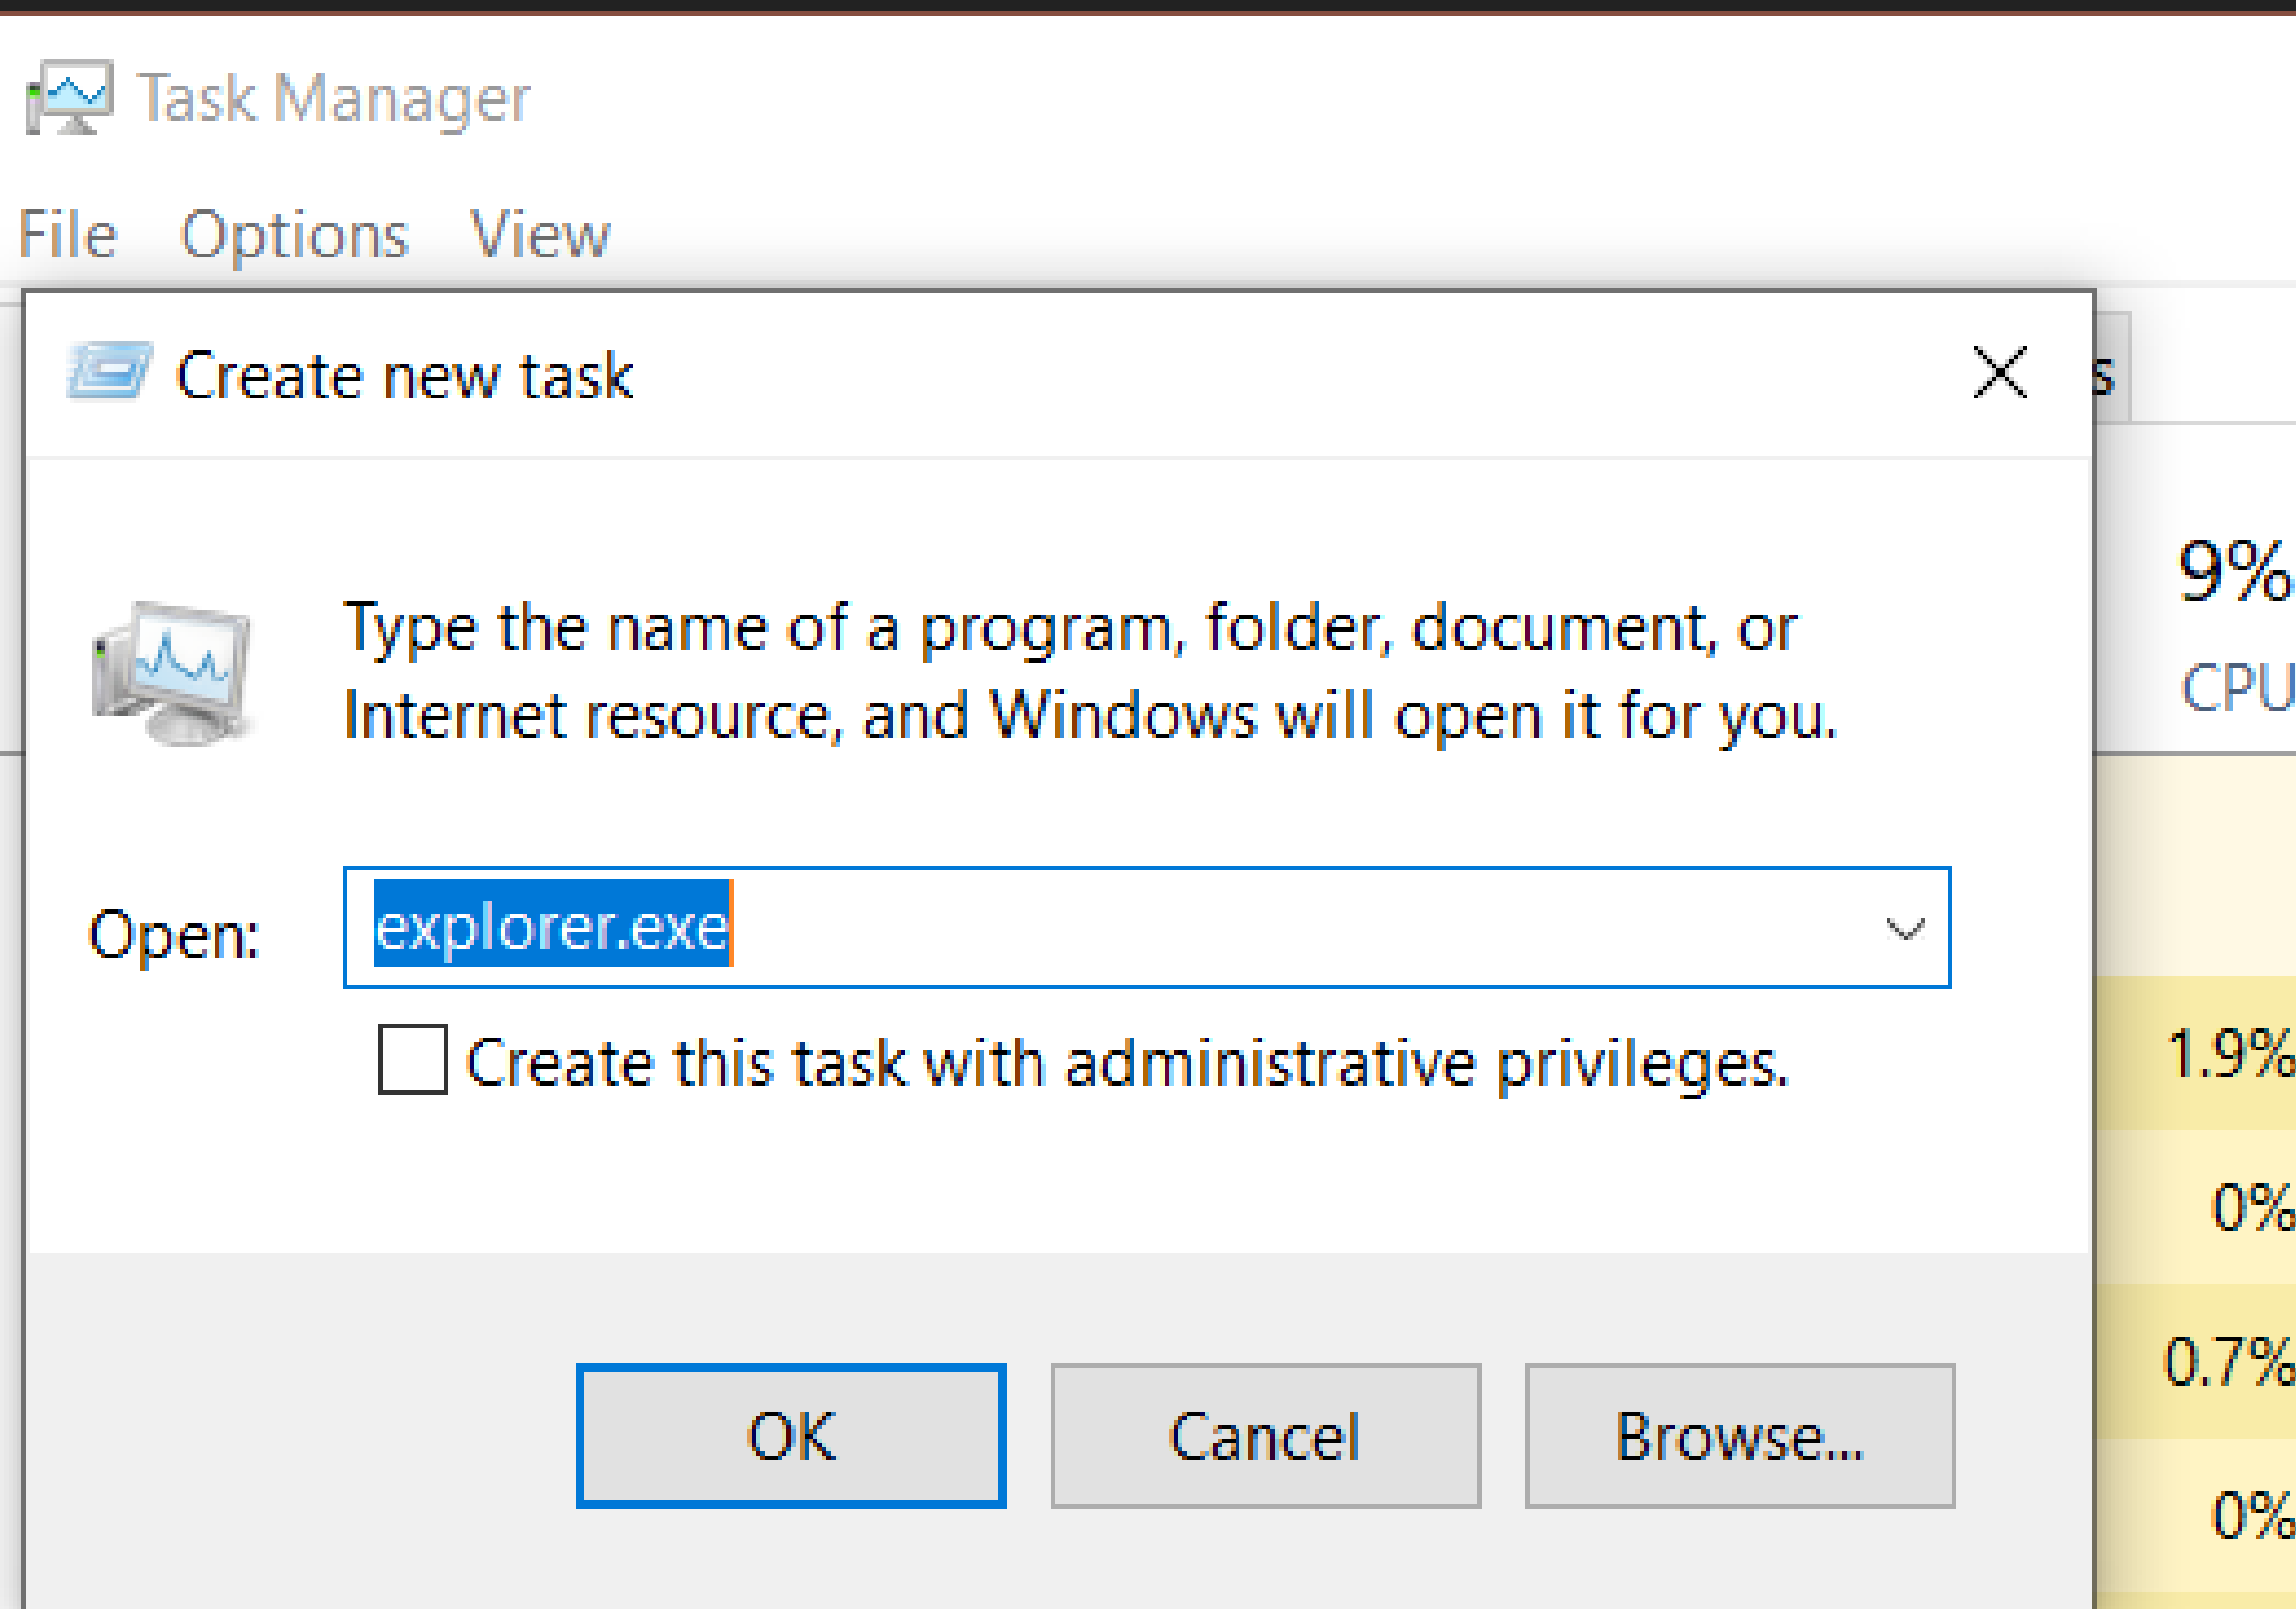 Task Manager
File Options View
Create new task
s
Type the name of a program, folder, document, or
Internet resource, and Windows will open it for you.
9%
CPU
Open: explorer.exe
Create this task with administrative privileges.
1.9%
0%
0.7%
0%
OK Cancel Browse...